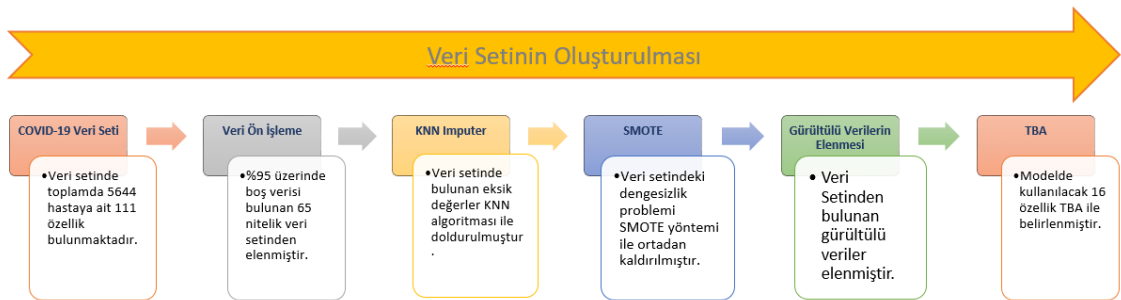 Veri Setinin Oluşturulması
COVID-19 Veri Seti
•Veri setinde
toplamda 5644
hastaya ait 111
özellik
bulunmaktadır.
Veri Ön İşleme
•%95 üzerinde
boş verisi
bulunan 65
nitelik veri
setinden
elenmiştir.
KNN Imputer
•Veri setinde
bulunan eksik
değerler KNN
algoritması ile
doldurulmuştur
.
SMOTE
•Veri setindeki
dengesizlik
problemi
SMOTE yöntemi
ile ortadan
kaldırılmıştır.
Gürültülü Verilerin
Elenmesi
• Veri
Setinden
bulunan
gürültülü
veriler
elenmiştir.
TBA
•Modelde
kullanılacak 16
özellik TBA ile
belirlenmiştir.